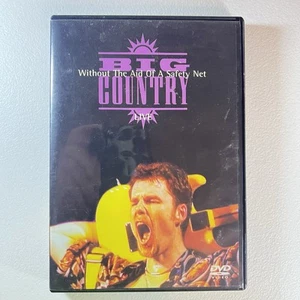 BIG
Without The Aid Of A Safety Net
COUNTRY
LIVE
DVD